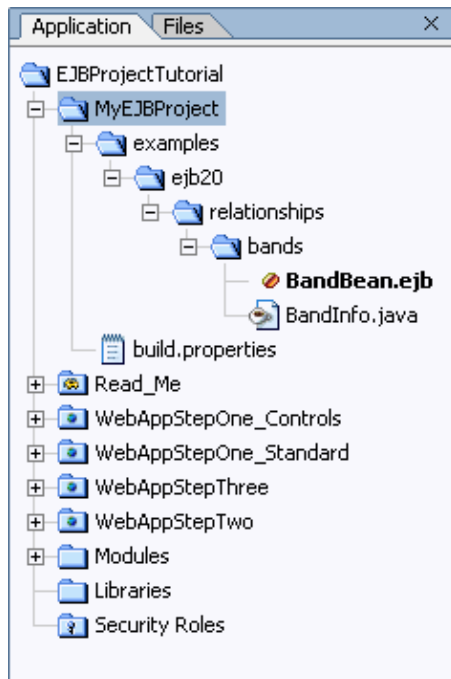 Application Files
EJBProjectTutorial
MyEJBProject
examples
ejb20
relationships
bands
BandBean.ejb
BandInfo.java
build.properties
Read_Me
WebAppStepOne_Controls
WebAppStepOne_Standard
WebAppStepThree
WebAppStepTwo
Modules
Libraries
Security Roles